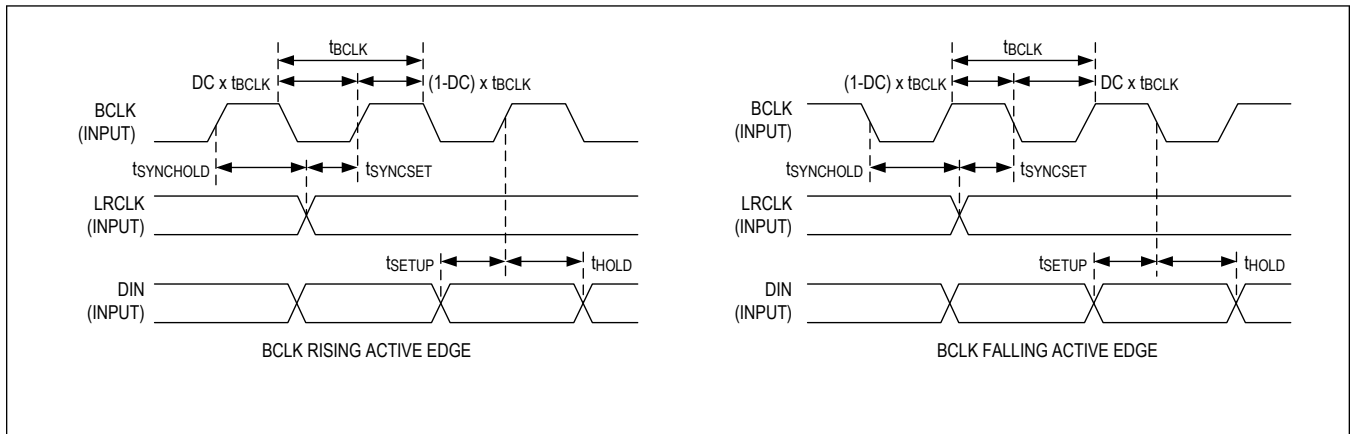 tBCLK
DC x tBCLK
(1-DC) x tBCLK
BCLK
(INPUT)
tSYNCHOLD
tSYNCSET
LRCLK
(INPUT)
tSETUP
tHOLD
DIN
(INPUT)
BCLK RISING ACTIVE EDGE
tBCLK
(1-DC) x tBCLK
DC x tBCLK
BCLK
(INPUT)
tSYNCHOLD
tSYNCSET
LRCLK
(INPUT)
tSETUP
tHOLD
DIN
(INPUT)
BCLK FALLING ACTIVE EDGE